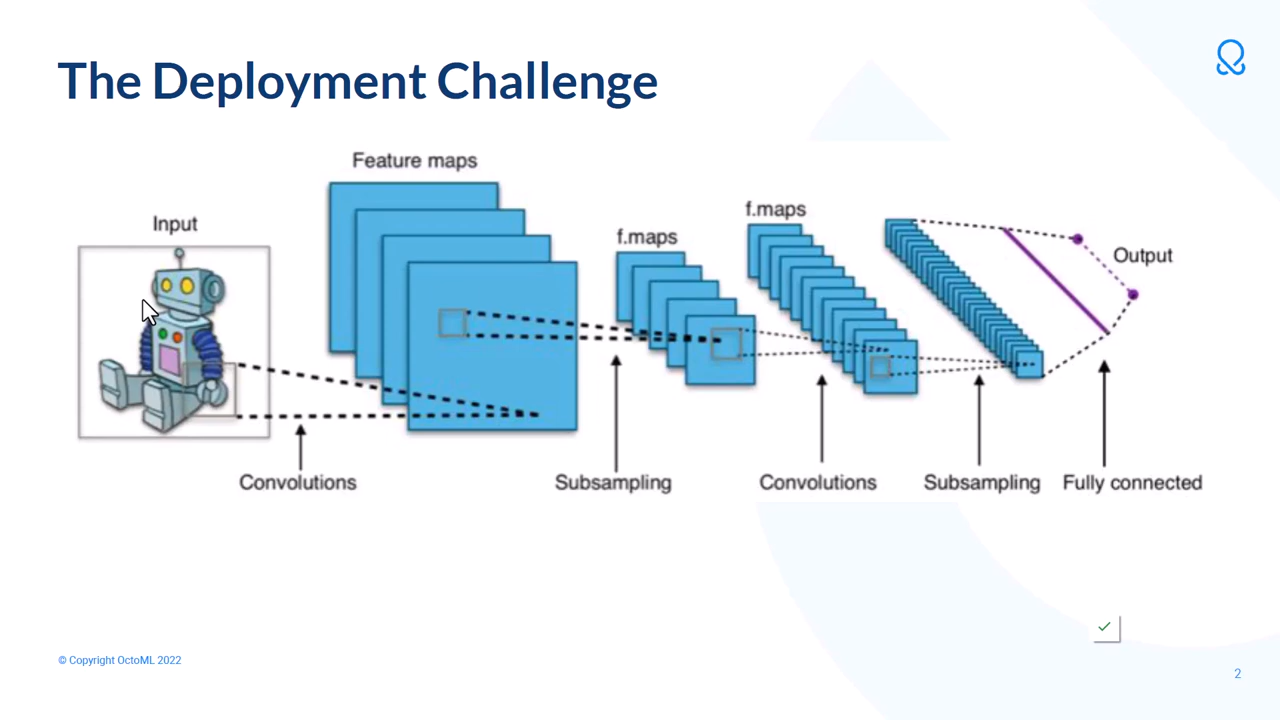 The Deployment Challenge
Feature maps
Input
f.maps
f.maps
Output
Convolutions
Subsampling
Convolutions
Subsampling
Fully connected
© Copyright OctoML 2022
2